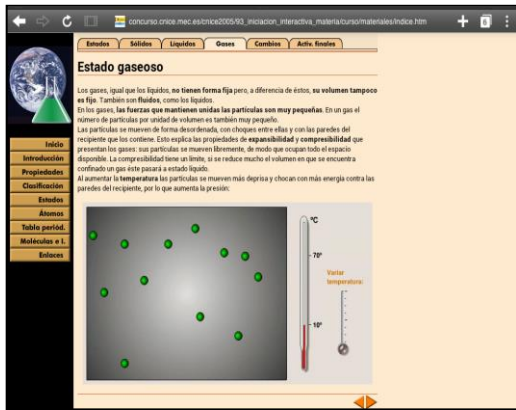 concurso.cnice.mec.es/cnice2005/93_iniciacion_interactiva_materia/curso/materiales/indice.htm
6
Estados
Sólidos
Líquidos
Gases
Cambios
Activ. finales
Estado gaseoso
Los gases, igual que los líquidos, no tienen forma fija pero, a diferencia de éstos, su volumen tampoco
es fijo. También son fluidos, como los líquidos.
En los gases, las fuerzas que mantienen unidas las partículas son muy pequeñas. En un gas el
número de partículas por unidad de volumen es también muy pequeño.
Las partículas se mueven de forma desordenada, con choques entre ellas y con las paredes del
recipiente que los contiene. Esto explica las propiedades de expansibilidad y compresibilidad que
presentan los gases: sus partículas se mueven libremente, de modo que ocupan todo el espacio
disponible. La compresibilidad tiene un límite, si se reduce mucho el volumen en que se encuentra
confinado un gas éste pasará a estado líquido.
Al aumentar la temperatura las partículas se mueven más deprisa y chocan con más energía contra las
paredes del recipiente, por lo que aumenta la presión:
Inicio
Introducción
Propiedades
Clasificación
Estados
Átomos
Tabla periód.
Moléculas e I.
Enlaces
ºC
70º
10º
Variar
temperatura: